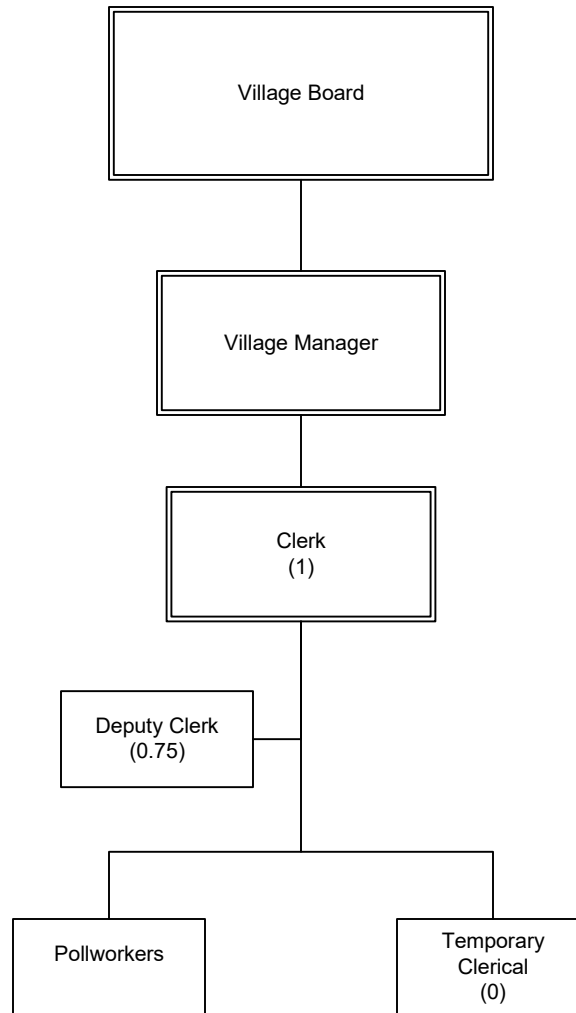 Village Board
Village Manager
Clerk
(1)
Deputy Clerk
(0.75)
Pollworkers
Temporary
Clerical
(0)